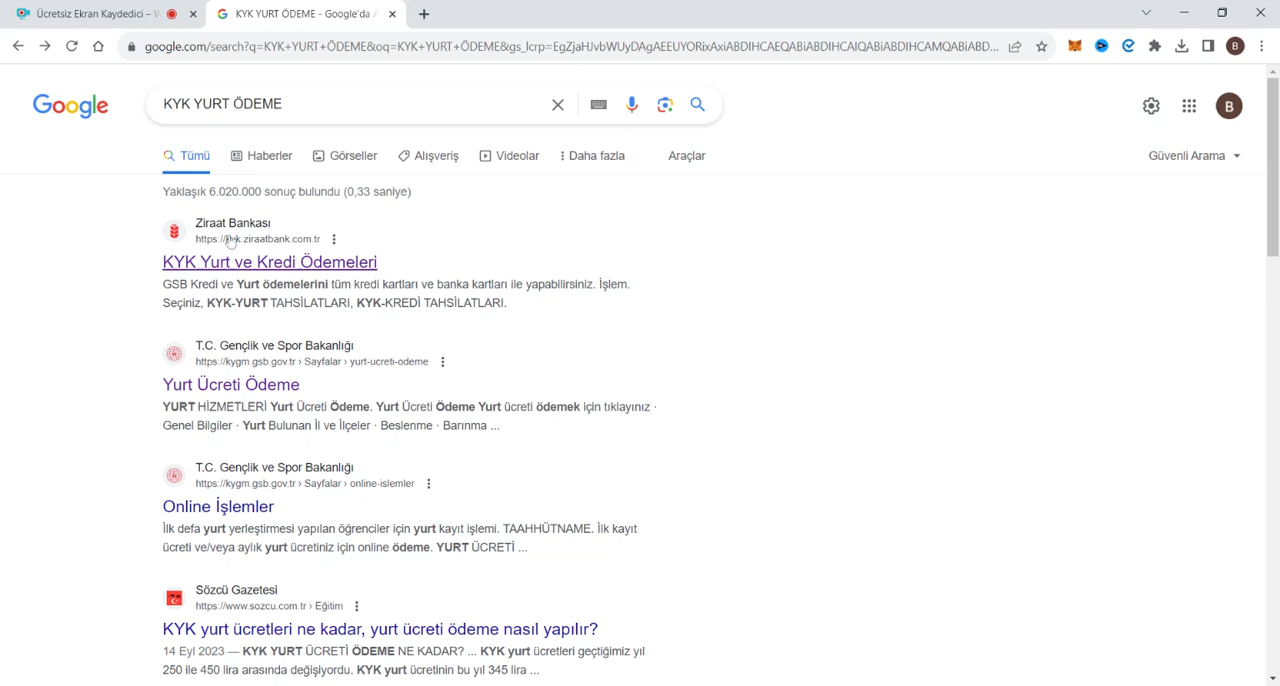 Ücretsiz Ekran Kaydedici –
KYK YURT ÖDEME - Google'da
google.com/search?q=KYK+YURT+ÖDEME&oq=KYK+YURT+ÖDEME&gs_lcrp=EgZjaHJvbWUyDAgAEEUYORixAxiABDIHCAEQABiABDIHCAIQABiABDIHCAMQABiABD...
B
Google
KYK YURT ÖDEME
B
Tümü Haberler Görseller Alışveriş Videolar Daha fazla Araçlar Güvenli Arama
Yaklaşık 6.020.000 sonuç bulundu (0,33 saniye)
Ziraat Bankası
https://kyk.ziraatbank.com.tr
KYK Yurt ve Kredi Ödemeleri
GSB Kredi ve Yurt ödemelerini tüm kredi kartları ve banka kartları ile yapabilirsiniz. İşlem.
Seçiniz, KYK-YURT TAHSİLATLARI, KYK-KREDİ TAHSİLATLARI.
T.C. Gençlik ve Spor Bakanlığı
https://kygm.gsb.gov.tr › Sayfalar › yurt-ucreti-odeme
Yurt Ücreti Ödeme
YURT HİZMETLERİ Yurt Ücreti Ödeme. Yurt Ücreti Ödeme Yurt ücreti ödemek için tıklayınız ·
Genel Bilgiler · Yurt Bulunan İl ve İlçeler · Beslenme · Barınma ...
T.C. Gençlik ve Spor Bakanlığı
https://kygm.gsb.gov.tr › Sayfalar › online-islemler
Online İşlemler
İlk defa yurt yerleştirmesi yapılan öğrenciler için yurt kayıt işlemi. TAAHHÜTNAME. İlk kayıt
ücreti ve/veya aylık yurt ücretiniz için online ödeme. YURT ÜCRETİ ...
Sözcü Gazetesi
https://www.sozcu.com.tr › Eğitim
KYK yurt ücretleri ne kadar, yurt ücreti ödeme nasıl yapılır?
14 Eyl 2023 — KYK YURT ÜCRETİ ÖDEME NE KADAR? ... KYK yurt ücretleri geçtiğimiz yıl
250 ile 450 lira arasında değişiyordu. KYK yurt ücretinin bu yıl 345 lira ...